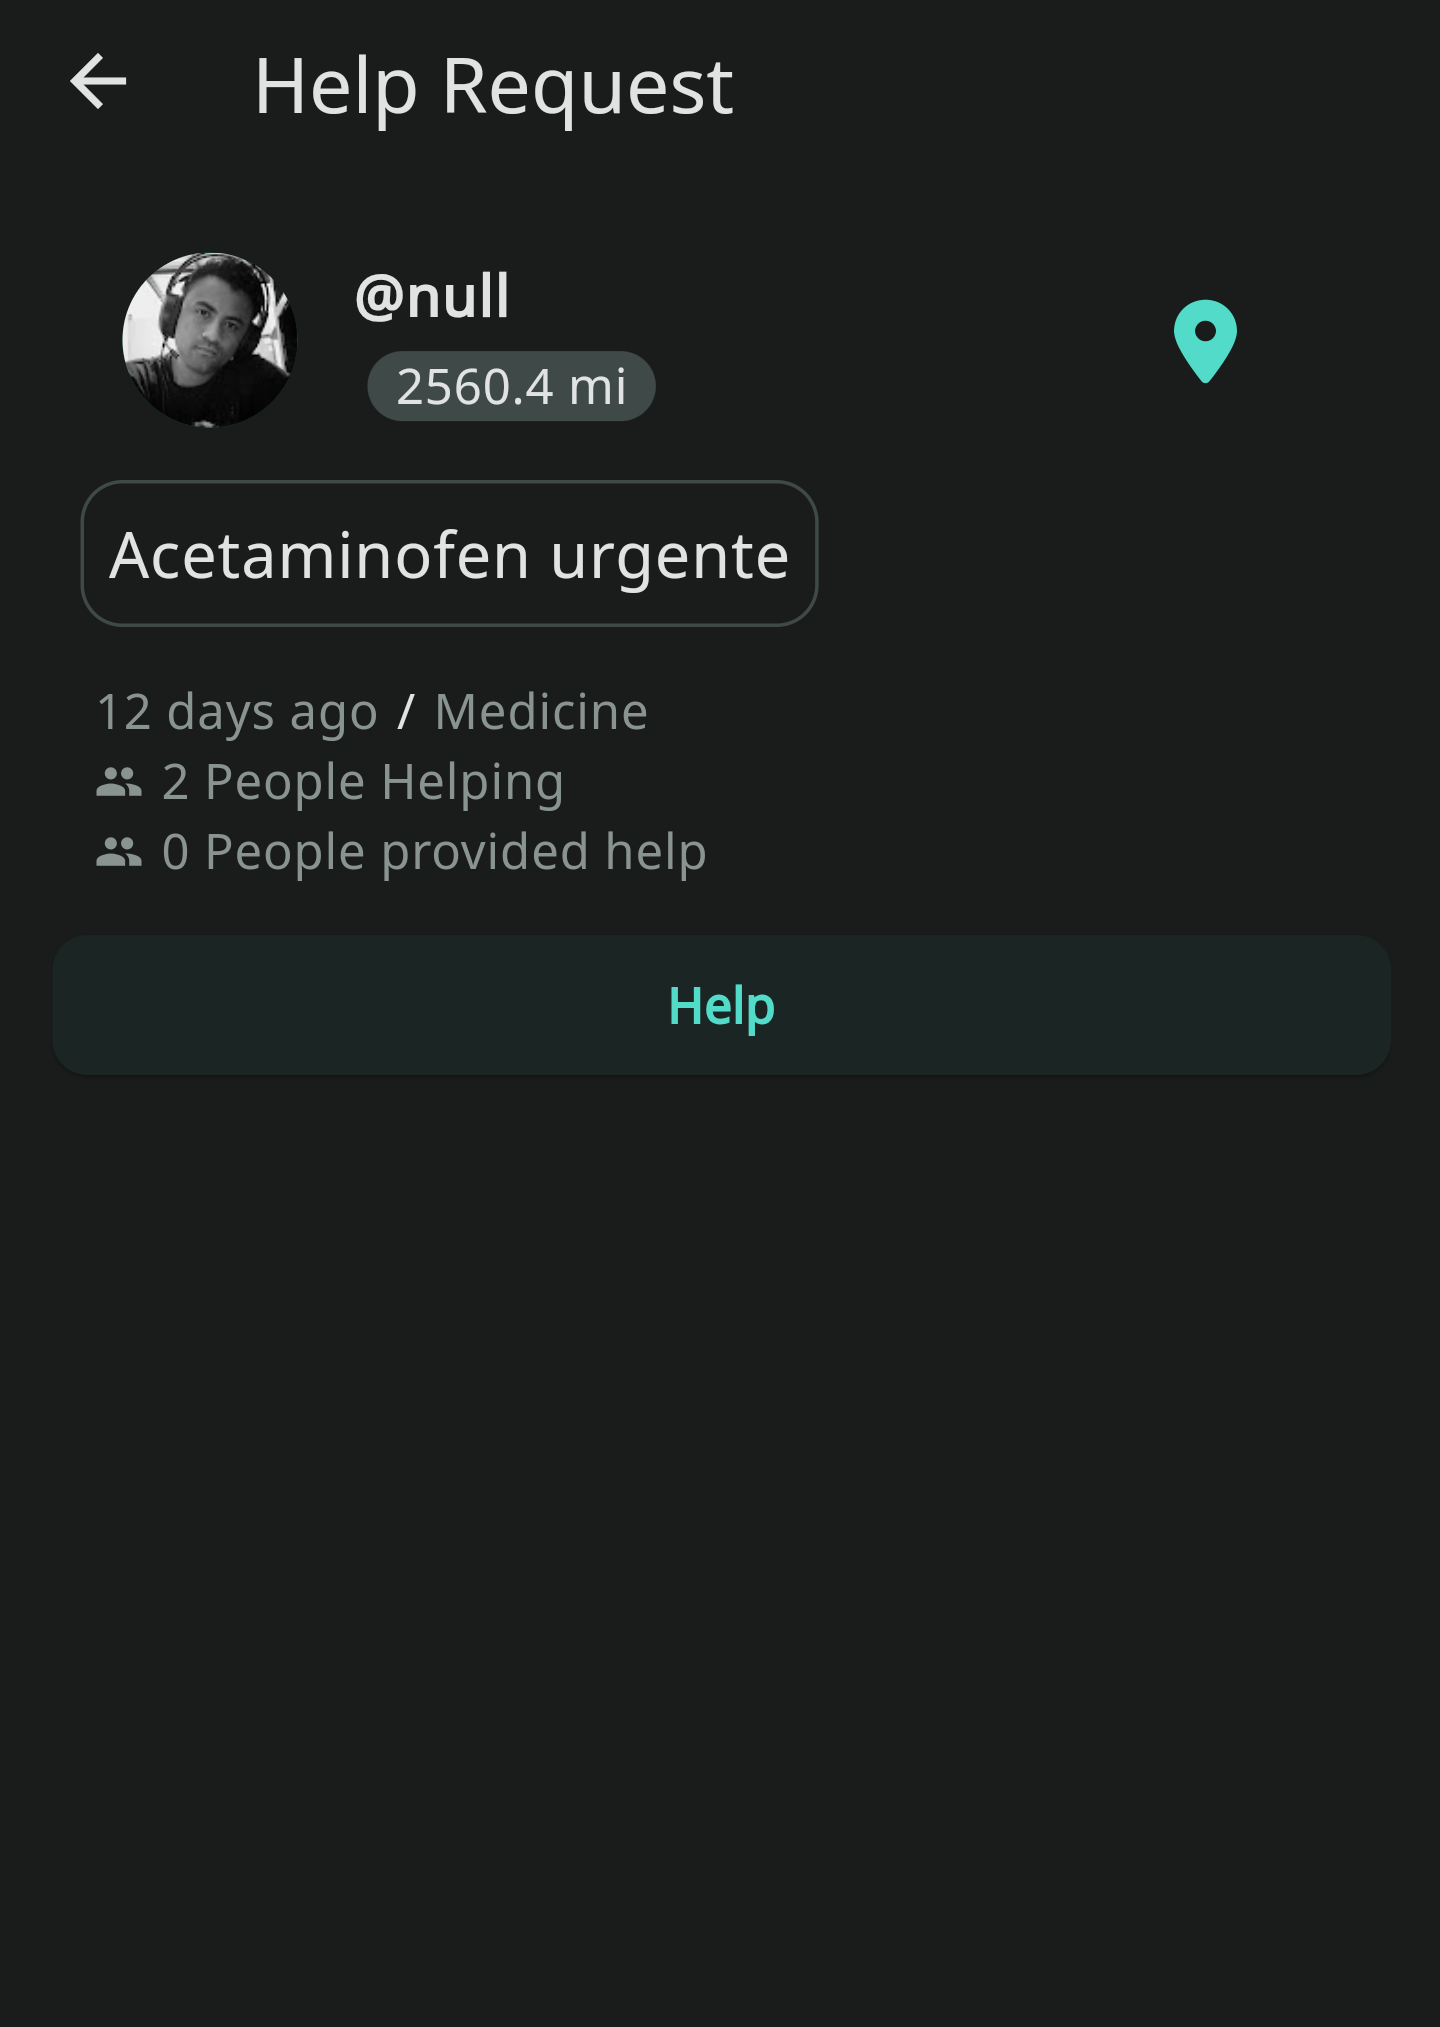 Help Request
@null
2560.4 mi
Acetaminofen urgente
12 days ago / Medicine
2 People Helping
0 People provided help
Help